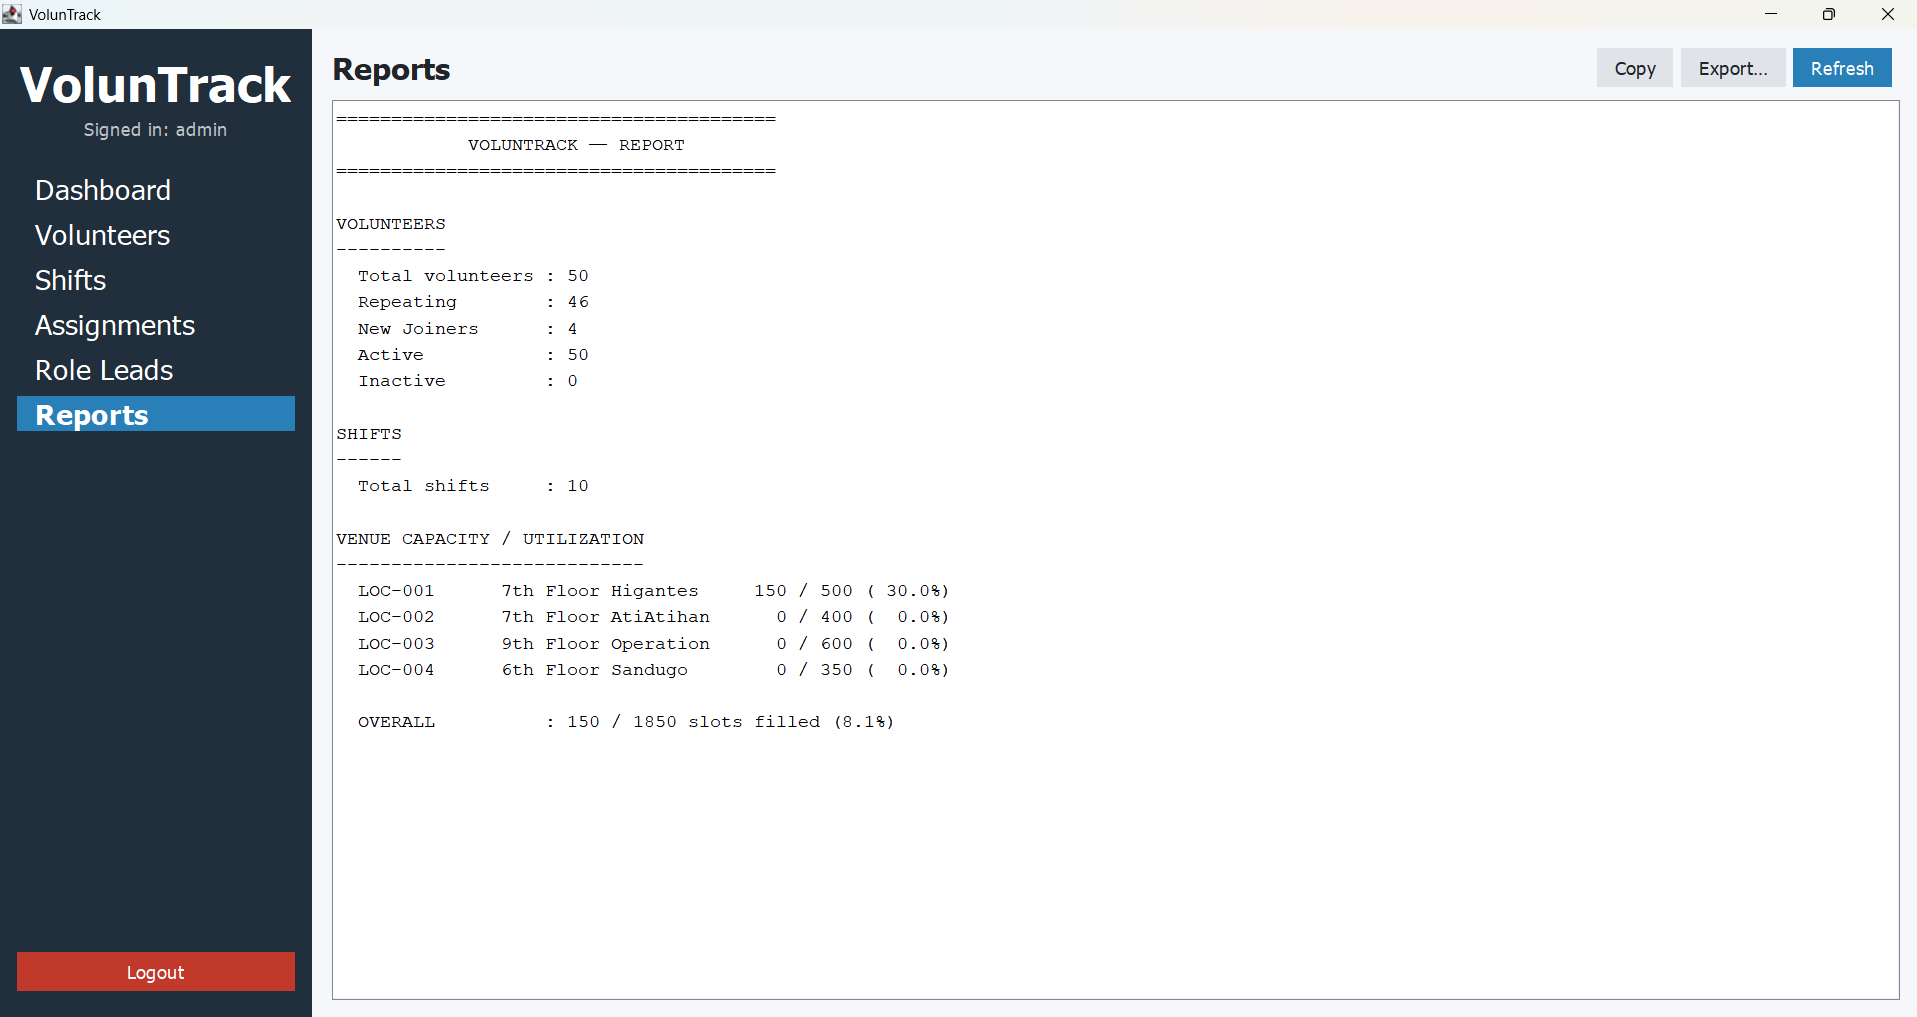 VolunTrack
VolunTrack
Signed in: admin
Dashboard
Volunteers
Shifts
Assignments
Role Leads
Reports
Logout
Reports
Copy
Export...
Refresh
========================================
            VOLUNTRACK — REPORT
========================================
VOLUNTEERS
----------
  Total volunteers : 50
  Repeating        : 46
  New Joiners      : 4
  Active           : 50
  Inactive         : 0
SHIFTS
------
  Total shifts     : 10
VENUE CAPACITY / UTILIZATION
----------------------------
  LOC-001      7th Floor Higantes     150 / 500 ( 30.0%)
  LOC-002      7th Floor AtiAtihan      0 / 400 (  0.0%)
  LOC-003      9th Floor Operation      0 / 600 (  0.0%)
  LOC-004      6th Floor Sandugo        0 / 350 (  0.0%)
  OVERALL          : 150 / 1850 slots filled (8.1%)